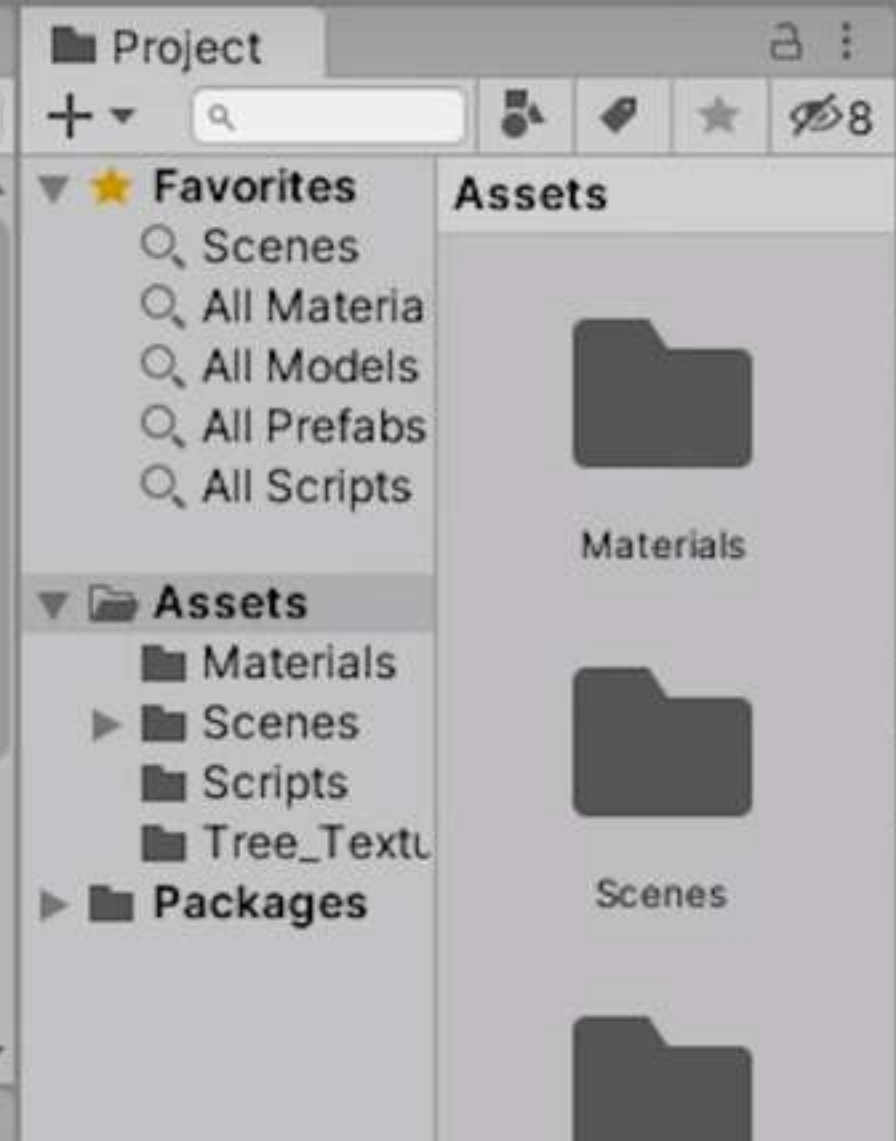 Project
8
Favorites
Scenes
All Materia
All Models
All Prefabs
All Scripts
Assets
Materials
Scenes
Scripts
Tree_Textu
Packages
Assets
Materials
Scenes